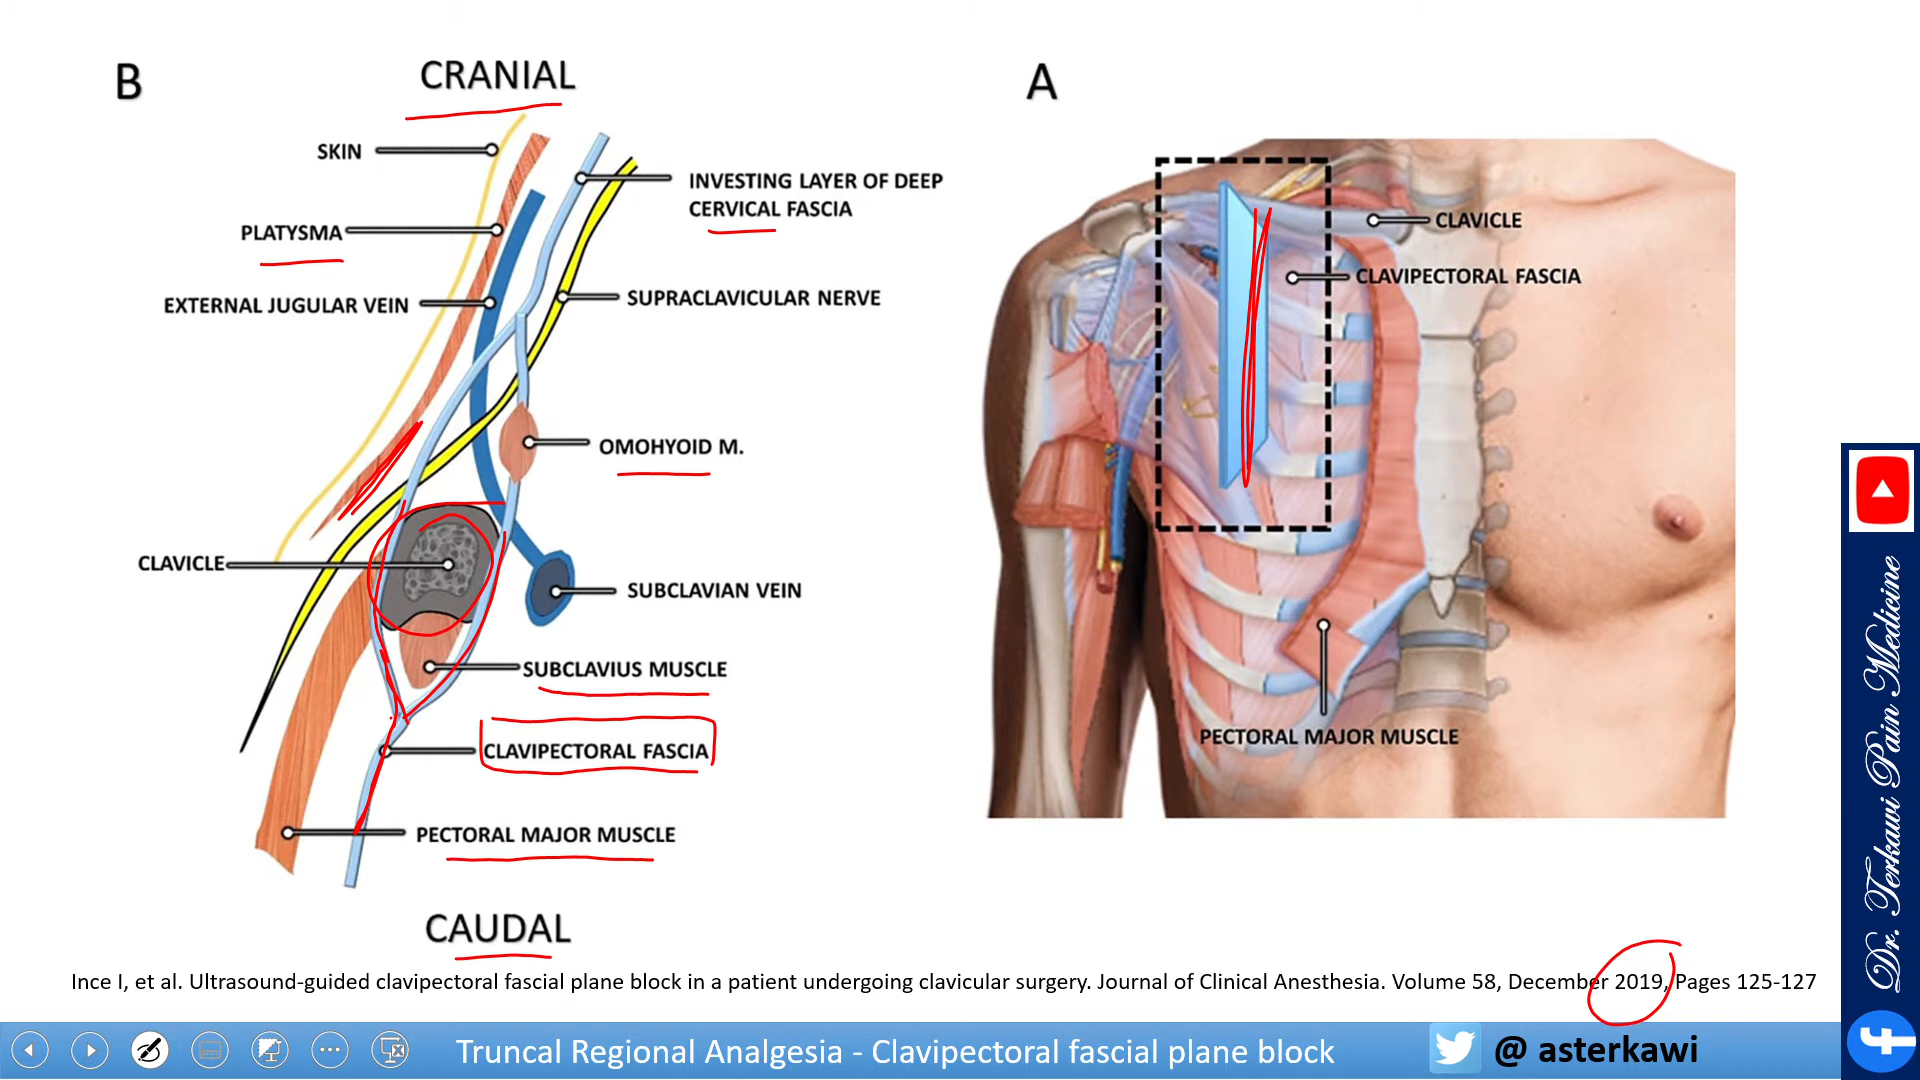 B
CRANIAL
SKIN
INVESTING LAYER OF DEEP
CERVICAL FASCIA
PLATYSMA
EXTERNAL JUGULAR VEIN
SUPRACLAVICULAR NERVE
OMOHYOID M.
CLAVICLE
SUBCLAVIAN VEIN
SUBCLAVIUS MUSCLE
CLAVIPECTORAL FASCIA
PECTORAL MAJOR MUSCLE
CAUDAL
A
CLAVICLE
CLAVIPECTORAL FASCIA
PECTORAL MAJOR MUSCLE
Ince I, et al. Ultrasound-guided clavipectoral fascial plane block in a patient undergoing clavicular surgery. Journal of Clinical Anesthesia. Volume 58, December 2019, Pages 125-127
Truncal Regional Analgesia - Clavipectoral fascial plane block
@ asterkawi
Dr. Terkawi Pain Medicine